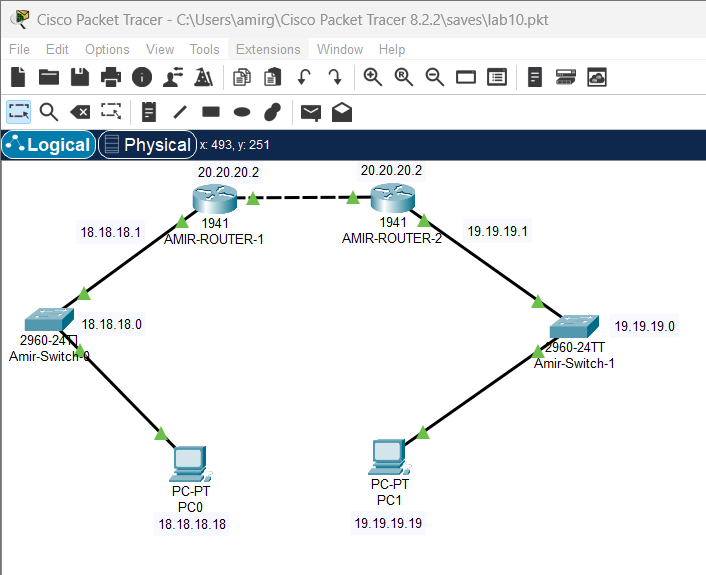 Cisco Packet Tracer - C:\Users\amirg\Cisco Packet Tracer 8.2.2\saves\lab10.pkt
File Edit Options View Tools Extensions Window Help
Logical Physical x: 493, y: 251
20.20.20.2 20.20.20.2
1941
AMIR-ROUTER-1
1941
AMIR-ROUTER-2
18.18.18.1 19.19.19.1
18.18.18.0 19.19.19.0
2960-24TT
Amir-Switch-0
2960-24TT
Amir-Switch-1
PC-PT
PC0
18.18.18.18
PC-PT
PC1
19.19.19.19